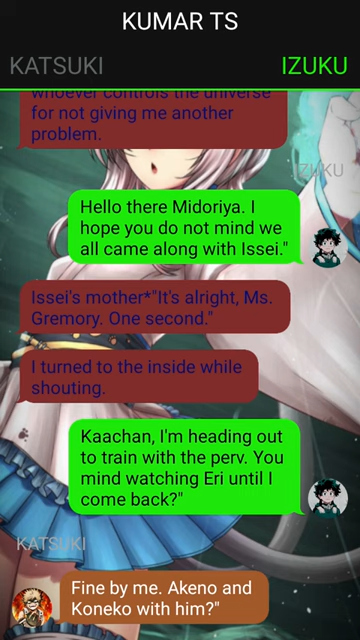 KUMAR TS
KATSUKI
IZUKU
whoever controls the universe
for not giving me another
problem.
IZUKU
Hello there Midoriya. I
hope you do not mind we
all came along with Issei."
Issei's mother*"It's alright, Ms.
Gremory. One second."
I turned to the inside while
shouting.
Kaachan, I'm heading out
to train with the perv. You
mind watching Eri until I
come back?"
KATSUKI
Fine by me. Akeno and
Koneko with him?"